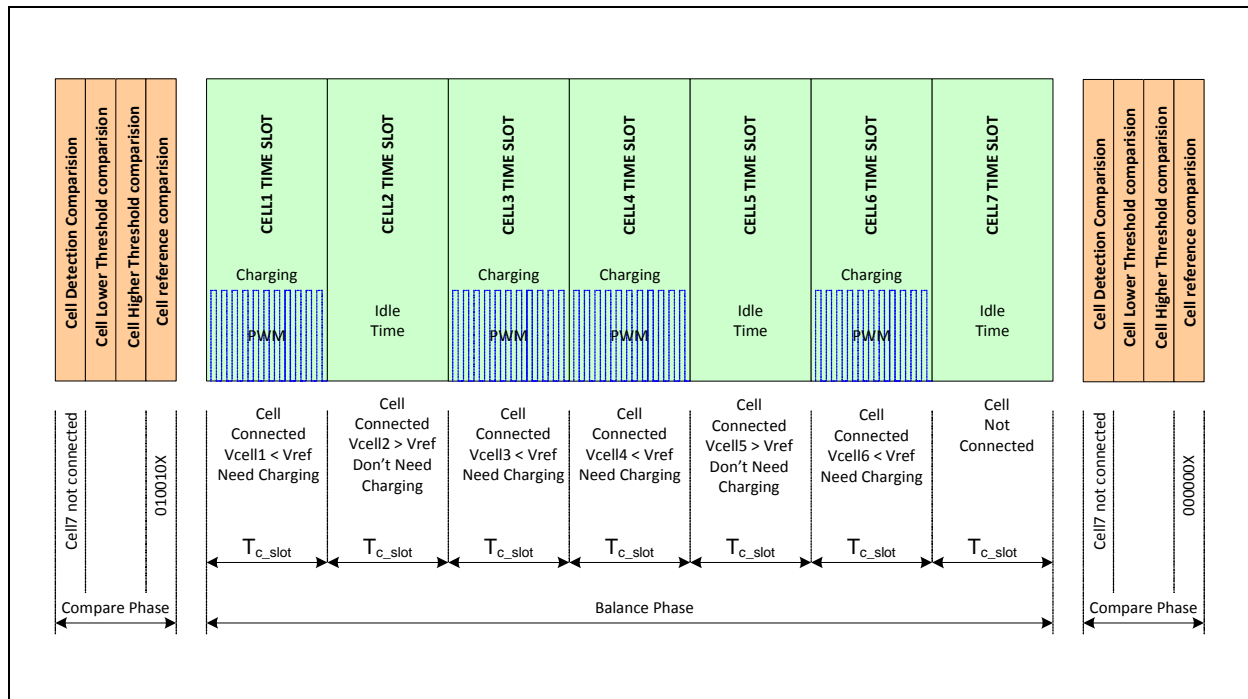 Cell Detection Comparision
Cell Lower Threshold comparision
Cell Higher Threshold comparision
Cell reference comparision
CELL1 TIME SLOT
CELL2 TIME SLOT
CELL3 TIME SLOT
CELL4 TIME SLOT
CELL5 TIME SLOT
CELL6 TIME SLOT
CELL7 TIME SLOT
Cell Detection Comparision
Cell Lower Threshold comparision
Cell Higher Threshold comparision
Cell reference comparision
Charging
PWM
Idle
Time
Charging
PWM
Charging
PWM
Idle
Time
Charging
PWM
Idle
Time
Cell7 not connected
010010X
Cell
Connected
Vcell1 < Vref
Need Charging
Cell
Connected
Vcell2 > Vref
Don't Need
Charging
Cell
Connected
Vcell3 < Vref
Need Charging
Cell
Connected
Vcell4 < Vref
Need Charging
Cell
Connected
Vcell5 > Vref
Don't Need
Charging
Cell
Connected
Vcell6 < Vref
Need Charging
Cell
Not
Connected
Cell7 not connected
000000X
Tc_slot
Tc_slot
Tc_slot
Tc_slot
Tc_slot
Tc_slot
Tc_slot
Compare Phase
Balance Phase
Compare Phase